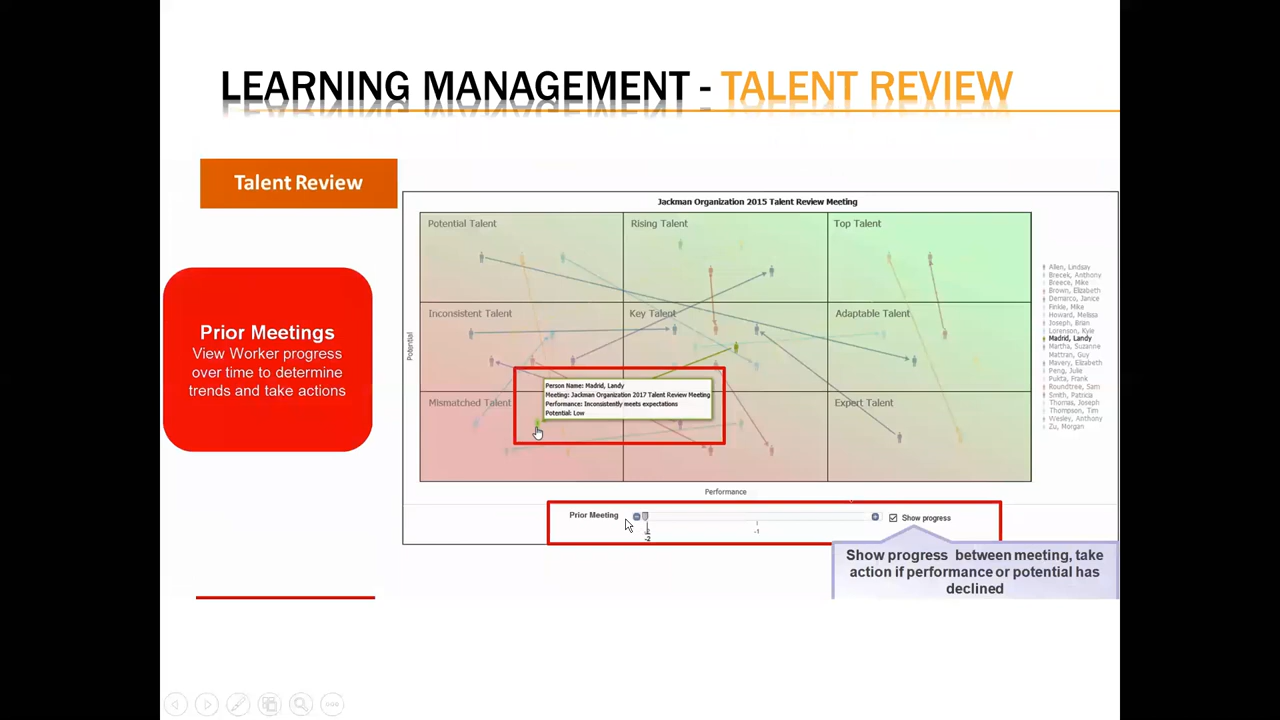 LEARNING MANAGEMENT - TALENT REVIEW
Talent Review
Prior Meetings
View Worker progress
over time to determine
trends and take actions
Jackman Organization 2015 Talent Review Meeting
Potential Talent
Rising Talent
Top Talent
Inconsistent Talent
Key Talent
Adaptable Talent
Mismatched Talent
Expert Talent
Potential
Performance
Person Name: Madrid, Landy
Meeting: Jackman Organization 2017 Talent Review Meeting
Performance: Inconsistently meets expectations
Potential: Low
Allen, Lindsay
Brecek, Anthony
Breece, Mike
Brown, Elizabeth
Demarco, Janice
Finkle, Mike
Howard, Melissa
Joseph, Brian
Lorenson, Kyle
Madrid, Landy
Martha, Suzanne
Mattran, Guy
Mavery, Elizabeth
Peng, Julie
Pukta, Frank
Roundtree, Sam
Smith, Patricia
Thomas, Joseph
Thompson, Tim
Wesley, Anthony
Zu, Morgan
Prior Meeting
-2
-1
Show progress
Show progress between meeting, take
action if performance or potential has
declined